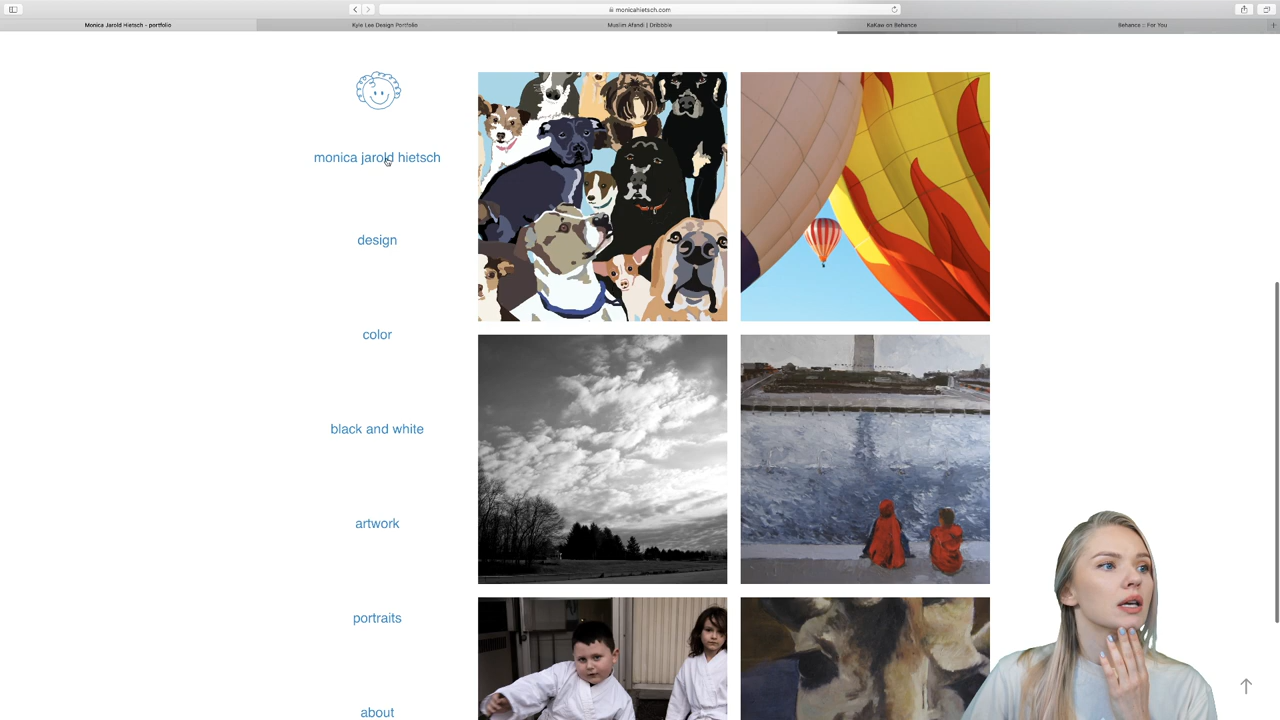 monicahietsch.com
Monica Jarold Hietsch - portfolio
Kyle Lee Design Portfolio
Muslim Afandi | Dribbble
KaKaw on Behance
Behance :: For You
monica jarold hietsch
design
color
black and white
artwork
portraits
about